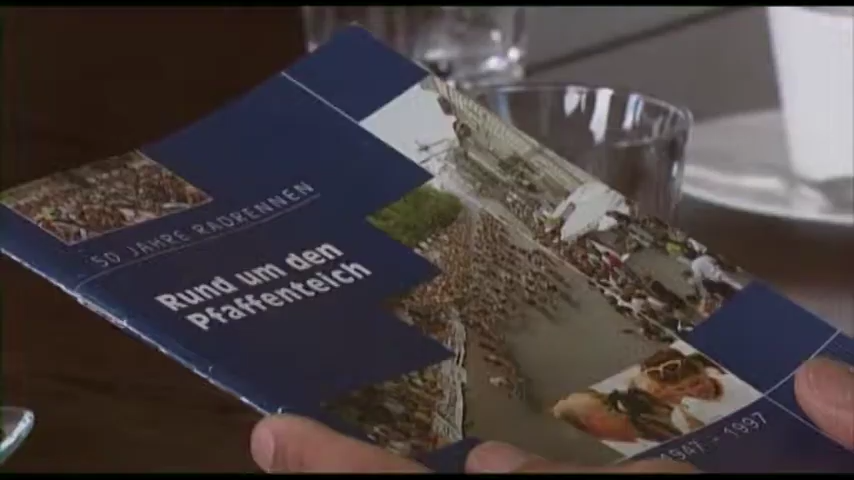 50 JAHRE RADRENNEN
Rund um den
Pfaffenteich
1947 - 1997